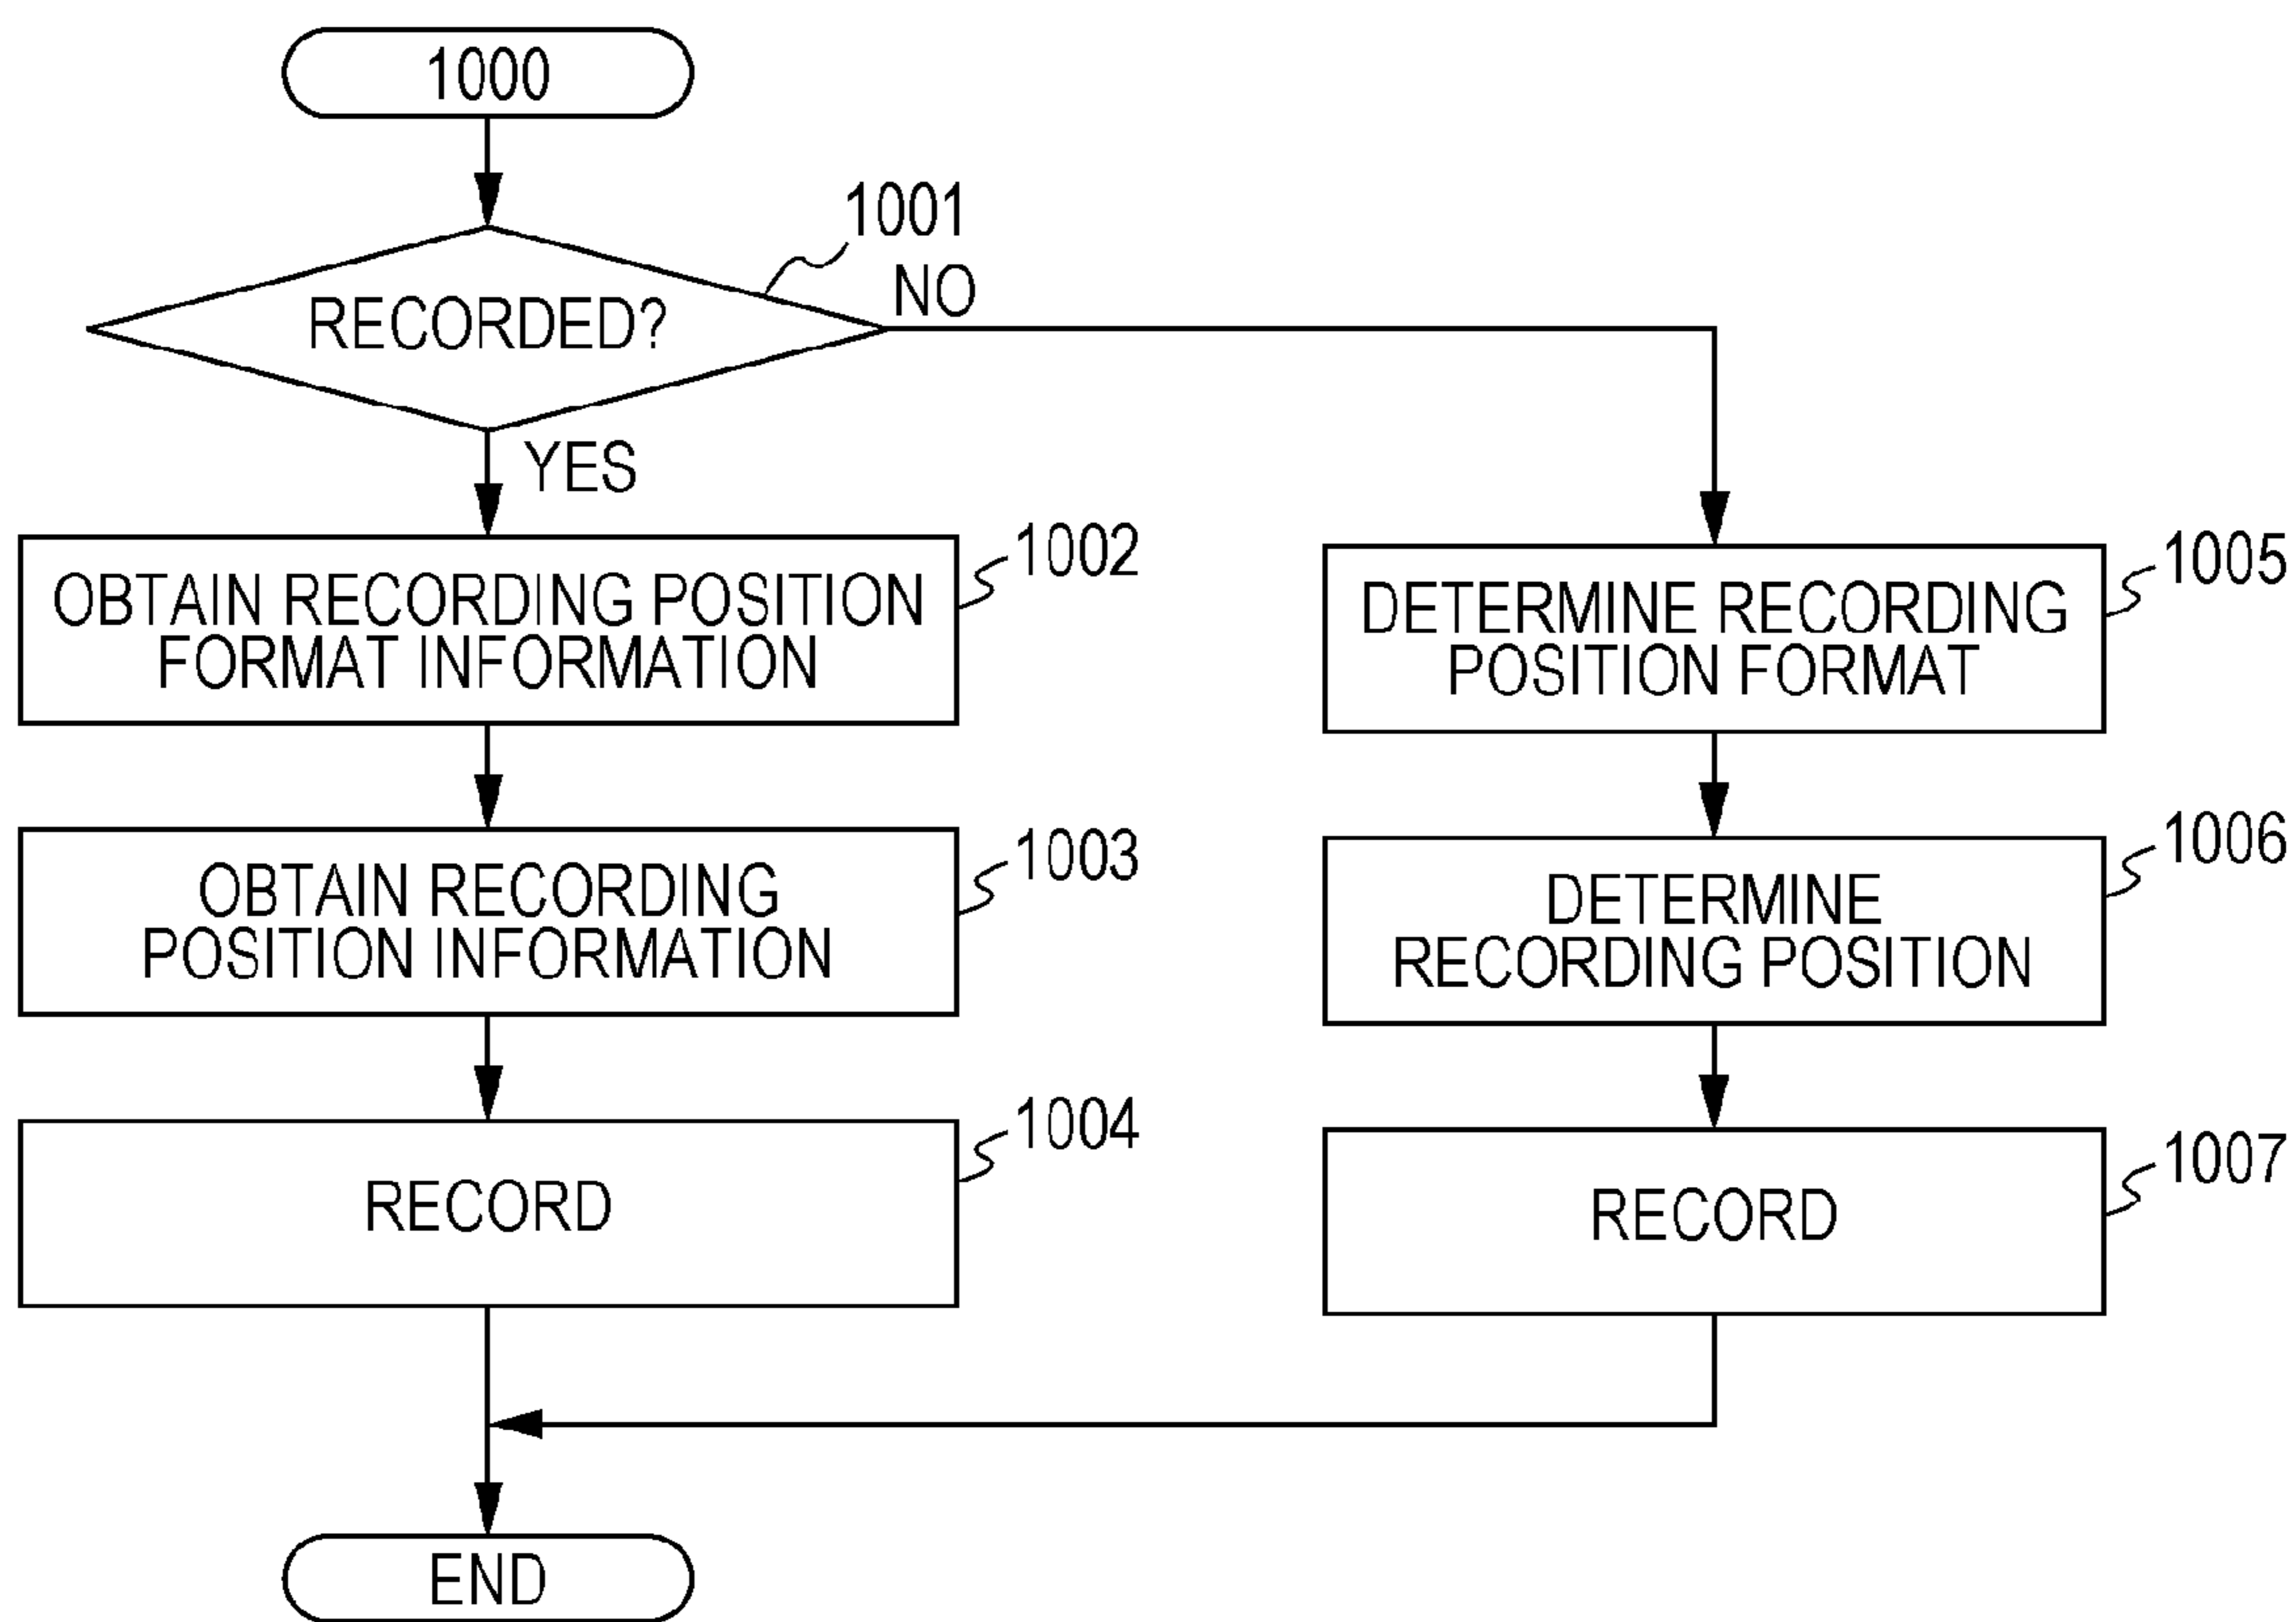 1000
1001
RECORDED?
NO
YES
OBTAIN RECORDING POSITION
FORMAT INFORMATION
1002
OBTAIN RECORDING
POSITION INFORMATION
1003
RECORD
1004
DETERMINE RECORDING
POSITION FORMAT
1005
DETERMINE
RECORDING POSITION
1006
RECORD
1007
END